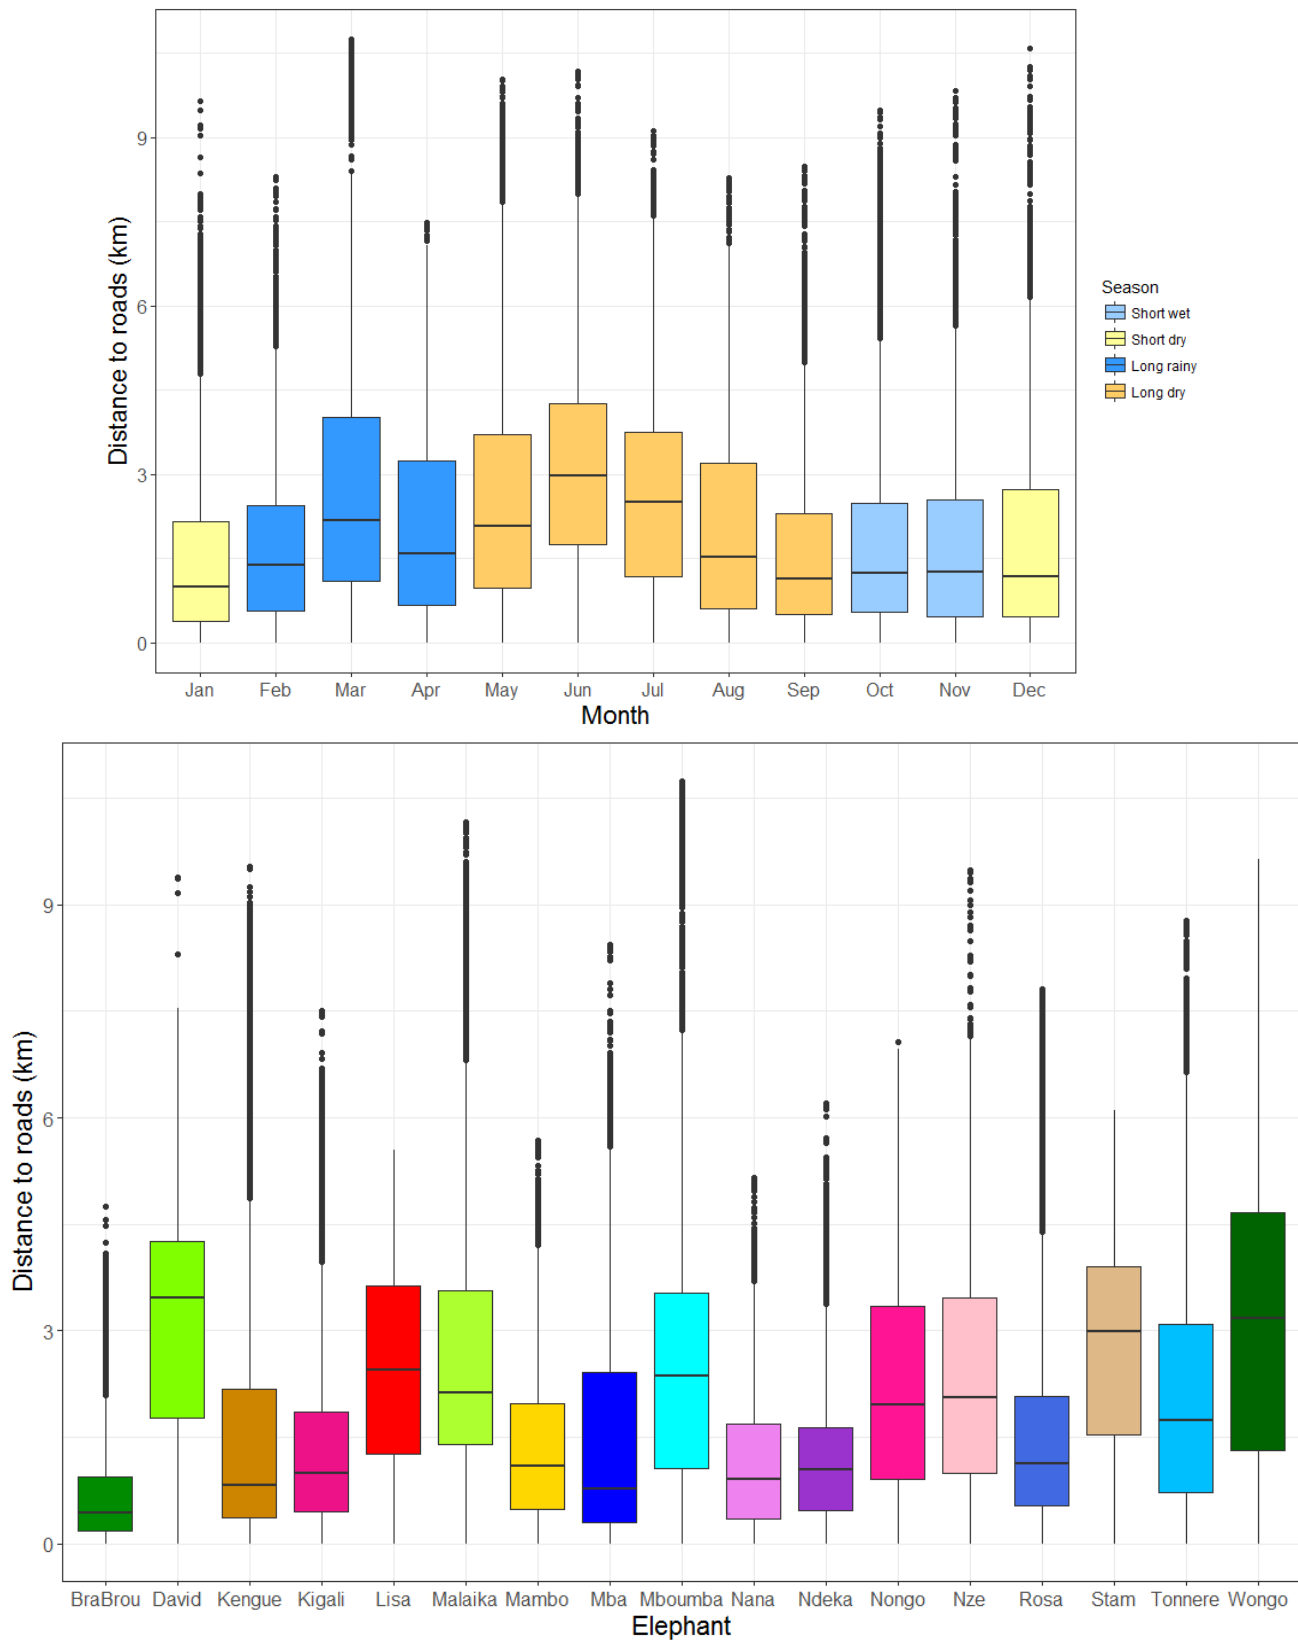 Distance to roads (km)
9
6
3
0
Jan Feb Mar Apr May Jun Jul Aug Sep Oct Nov Dec
Month
Season
Short wet
Short dry
Long rainy
Long dry
Distance to roads (km)
9
6
3
0
BraBrou David Kengue Kigali Lisa Malaika Mambo Mba Mboumba Nana Ndeka Nongo Nze Rosa Stam Tonnere Wongo
Elephant